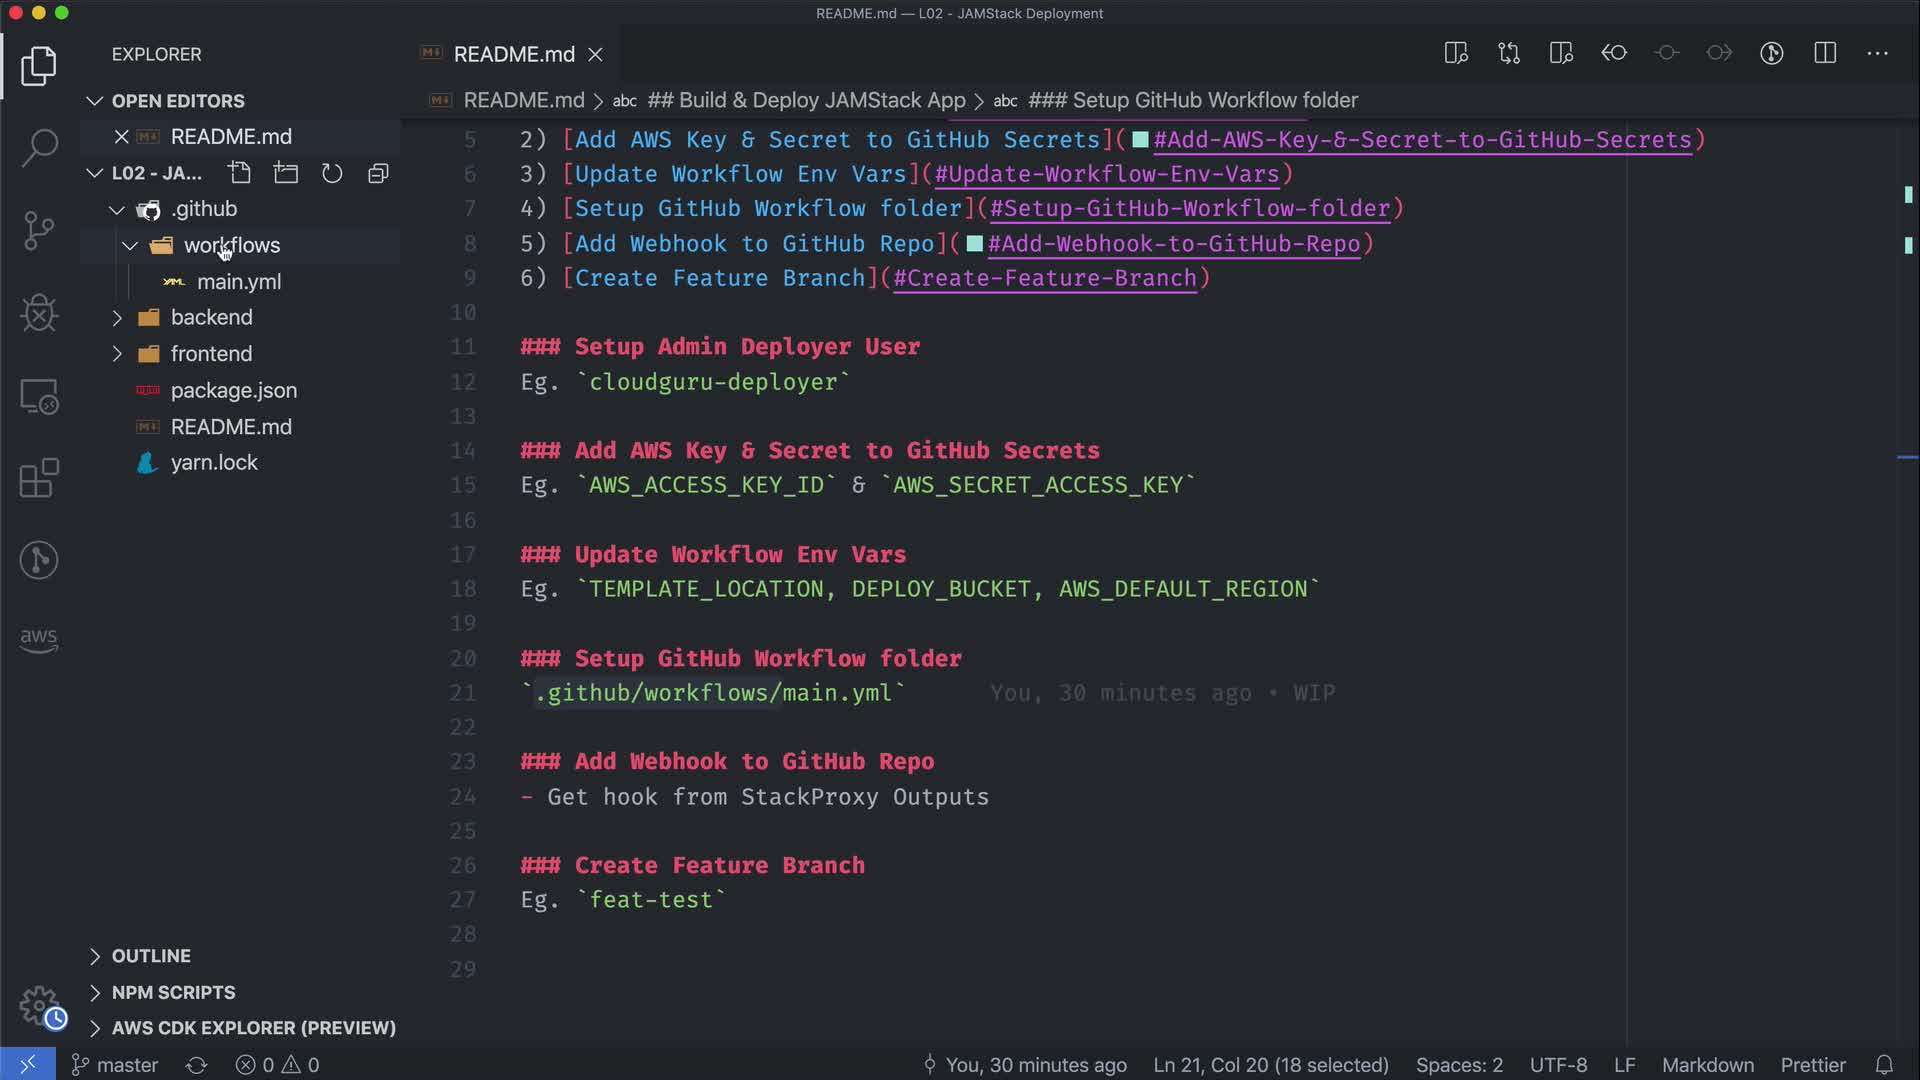 README.md — L02 - JAMStack Deployment
EXPLORER
README.md
OPEN EDITORS
README.md
L02 - JA...
.github
workflows
main.yml
backend
frontend
package.json
README.md
yarn.lock
aws
OUTLINE
NPM SCRIPTS
AWS CDK EXPLORER (PREVIEW)
README.md > abc ## Build & Deploy JAMStack App > abc ### Setup GitHub Workflow folder
5 2) [Add AWS Key & Secret to GitHub Secrets](#Add-AWS-Key-&-Secret-to-GitHub-Secrets)
6 3) [Update Workflow Env Vars](#Update-Workflow-Env-Vars)
7 4) [Setup GitHub Workflow folder](#Setup-GitHub-Workflow-folder)
8 5) [Add Webhook to GitHub Repo](#Add-Webhook-to-GitHub-Repo)
9 6) [Create Feature Branch](#Create-Feature-Branch)
10
11 ### Setup Admin Deployer User
12 Eg. `cloudguru-deployer`
13
14 ### Add AWS Key & Secret to GitHub Secrets
15 Eg. `AWS_ACCESS_KEY_ID` & `AWS_SECRET_ACCESS_KEY`
16
17 ### Update Workflow Env Vars
18 Eg. `TEMPLATE_LOCATION, DEPLOY_BUCKET, AWS_DEFAULT_REGION`
19
20 ### Setup GitHub Workflow folder
21 `.github/workflows/main.yml` You, 30 minutes ago • WIP
22
23 ### Add Webhook to GitHub Repo
24 - Get hook from StackProxy Outputs
25
26 ### Create Feature Branch
27 Eg. `feat-test`
28
29
master 0 0 You, 30 minutes ago Ln 21, Col 20 (18 selected) Spaces: 2 UTF-8 LF Markdown Prettier